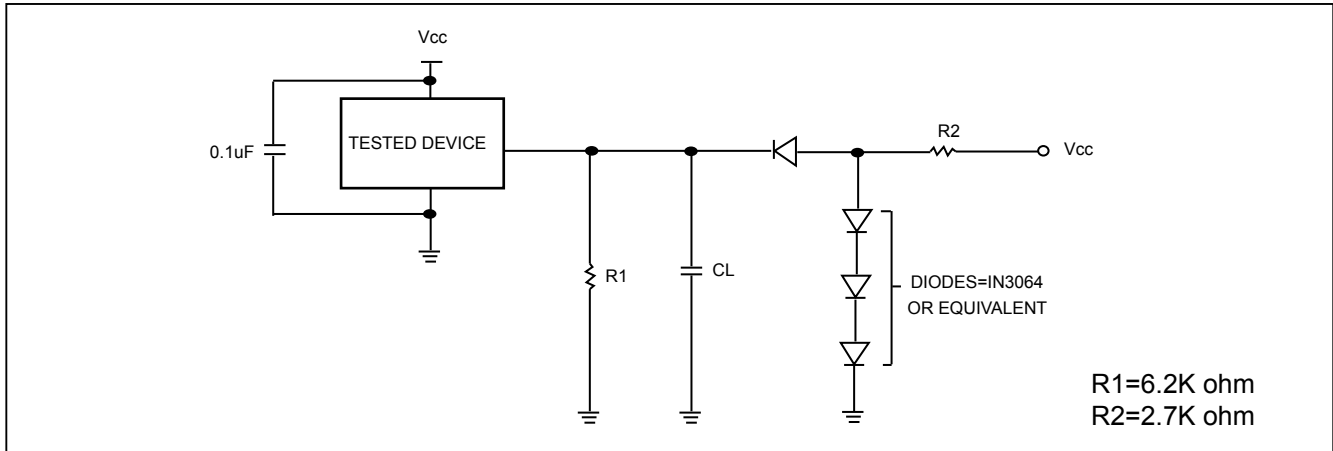 Vcc
0.1uF
TESTED DEVICE
R2
Vcc
R1
CL
DIODES=IN3064
OR EQUIVALENT
R1=6.2K ohm
R2=2.7K ohm